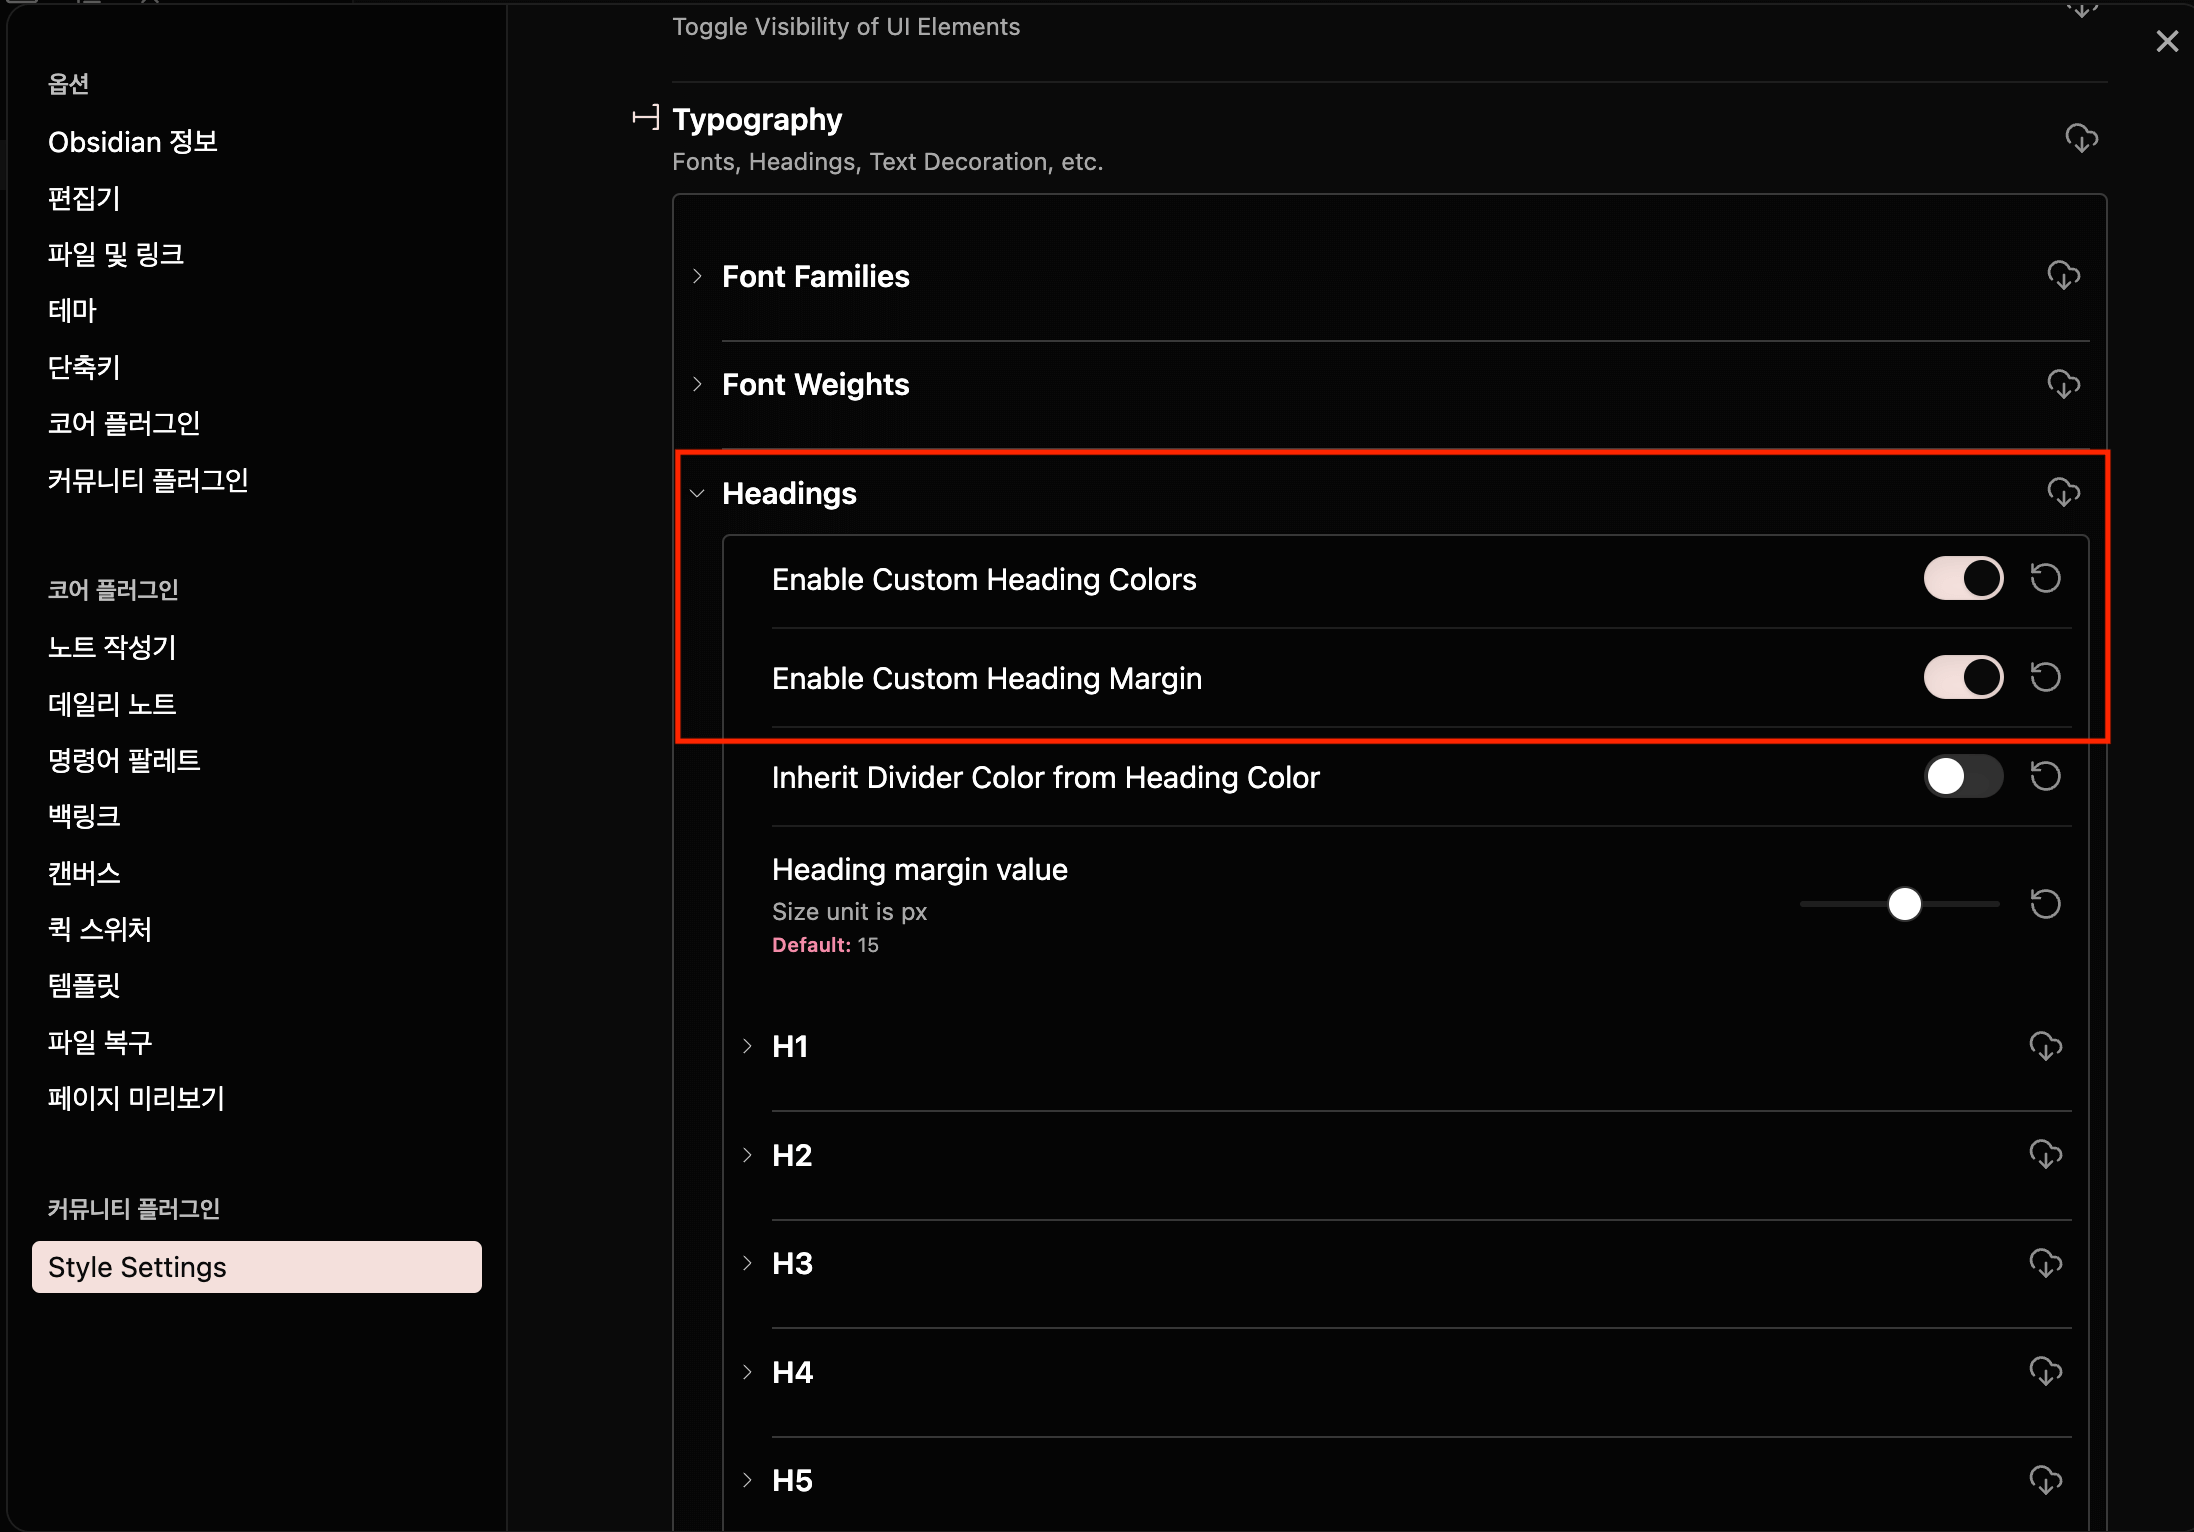 옵션
Obsidian 정보
편집기
파일 및 링크
테마
단축키
코어 플러그인
커뮤니티 플러그인
코어 플러그인
노트 작성기
데일리 노트
명령어 팔레트
백링크
캔버스
퀵 스위처
템플릿
파일 복구
페이지 미리보기
커뮤니티 플러그인
Style Settings
Toggle Visibility of UI Elements
Typography
Fonts, Headings, Text Decoration, etc.
Font Families
Font Weights
Headings
Enable Custom Heading Colors
Enable Custom Heading Margin
Inherit Divider Color from Heading Color
Heading margin value
Size unit is px
Default: 15
H1
H2
H3
H4
H5